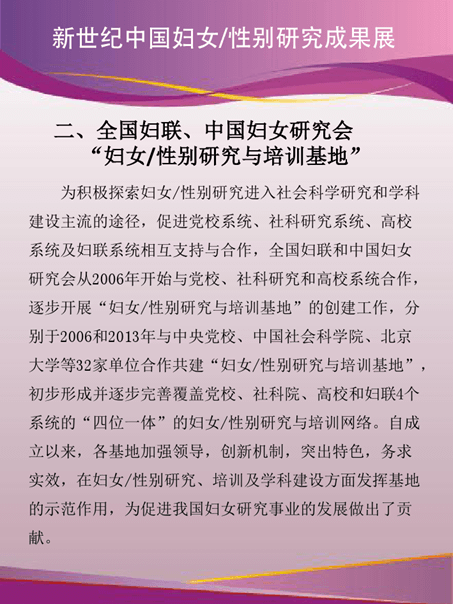 新世纪中国妇女/性别研究成果展
二、全国妇联、中国妇女研究会
“妇女/性别研究与培训基地”
为积极探索妇女/性别研究进入社会科学研究和学科
建设主流的途径，促进党校系统、社科研究系统、高校
系统及妇联系统相互支持与合作，全国妇联和中国妇女
研究会从2006年开始与党校、社科研究和高校系统合作，
逐步开展“妇女/性别研究与培训基地”的创建工作，分
别于2006和2013年与中央党校、中国社会科学院、北京
大学等32家单位合作共建“妇女/性别研究与培训基地”，
初步形成并逐步完善覆盖党校、社科院、高校和妇联4个
系统的“四位一体”的妇女/性别研究与培训网络。自成
立以来，各基地加强领导，创新机制，突出特色，务求
实效，在妇女/性别研究、培训及学科建设方面发挥基地
的示范作用，为促进我国妇女研究事业的发展做出了贡
献。